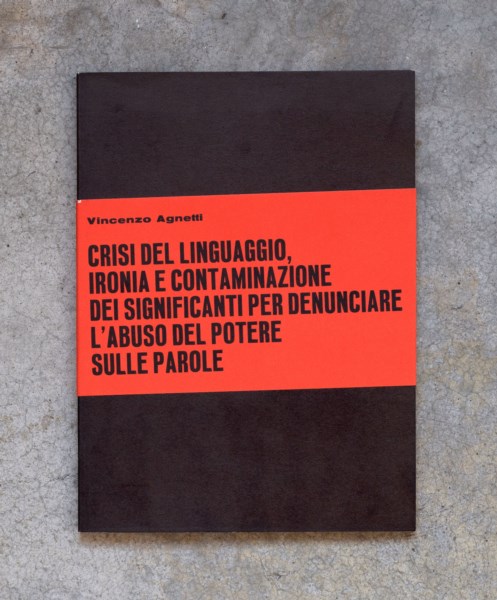 Vincenzo Agnetti
CRISI DEL LINGUAGGIO,
IRONIA E CONTAMINAZIONE
DEI SIGNIFICANTI PER DENUNCIARE
L'ABUSO DEL POTERE
SULLE PAROLE